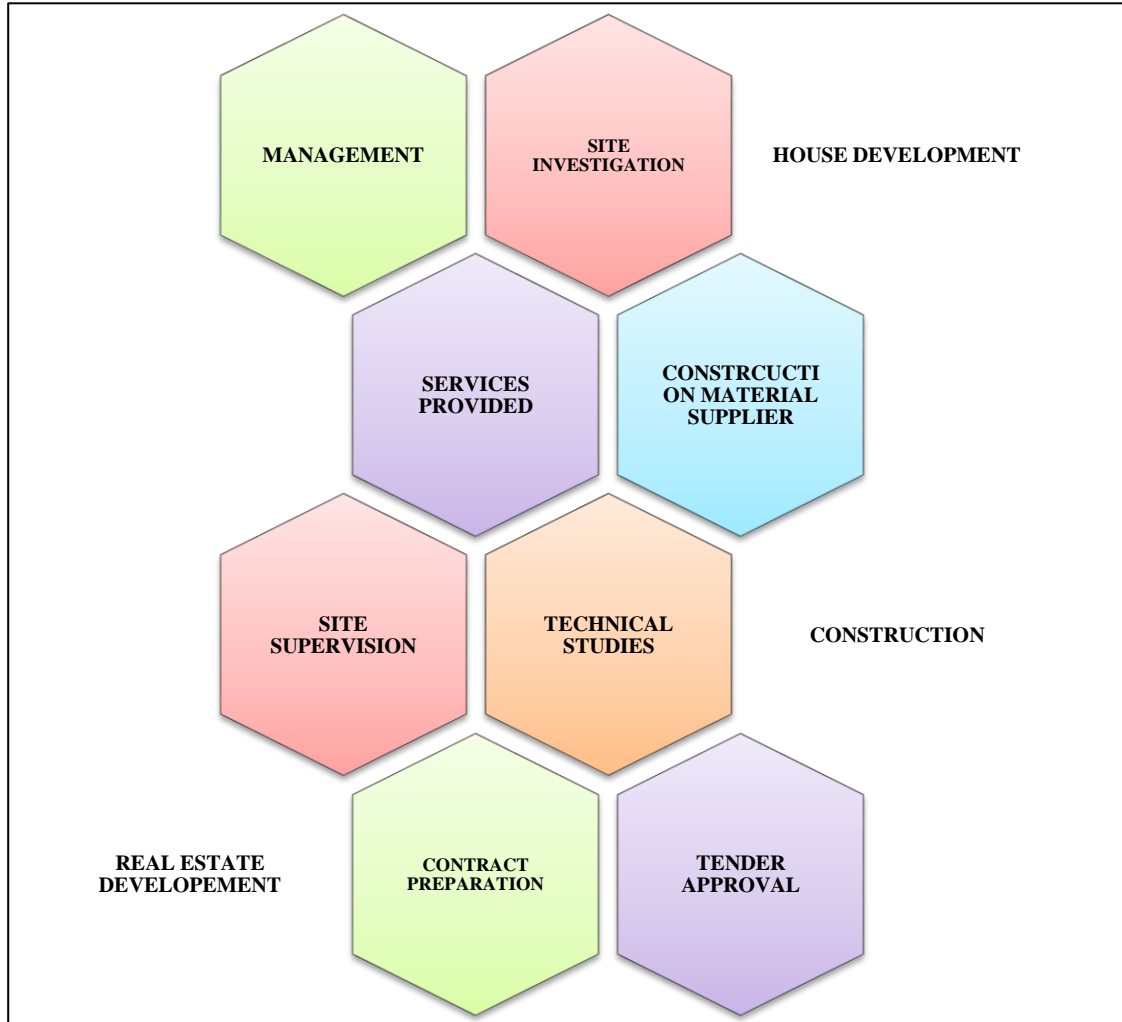 MANAGEMENT
SITE
INVESTIGATION
HOUSE DEVELOPMENT
SERVICES
PROVIDED
CONSTRCUCTI
ON MATERIAL
SUPPLIER
SITE
SUPERVISION
TECHNICAL
STUDIES
CONSTRUCTION
REAL ESTATE
DEVELOPEMENT
CONTRACT
PREPARATION
TENDER
APPROVAL